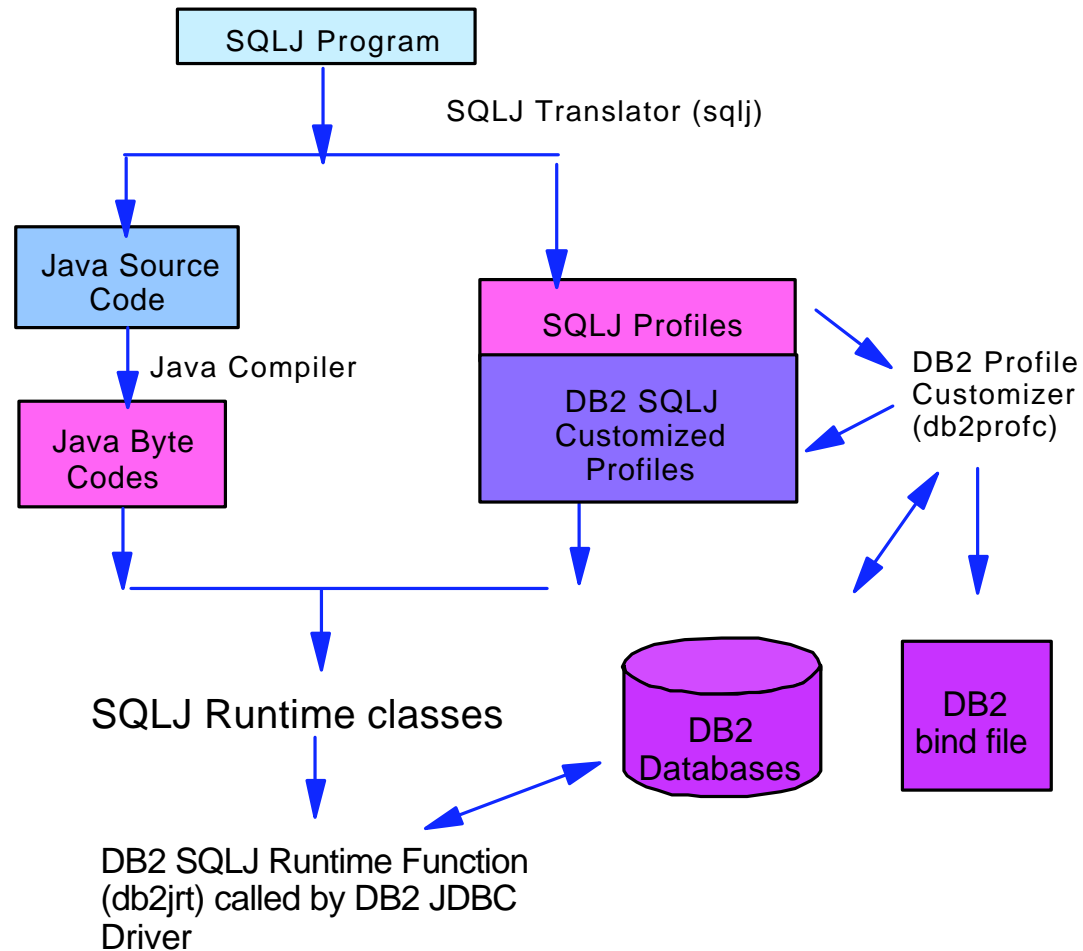 SQLJ Program
SQLJ Translator (sqlj)
Java Source
Code
Java Compiler
Java Byte
Codes
SQLJ Profiles
DB2 SQLJ
Customized
Profiles
DB2 Profile
Customizer
(db2profc)
SQLJ Runtime classes
DB2
Databases
DB2
bind file
DB2 SQLJ Runtime Function
(db2jrt) called by DB2 JDBC
Driver